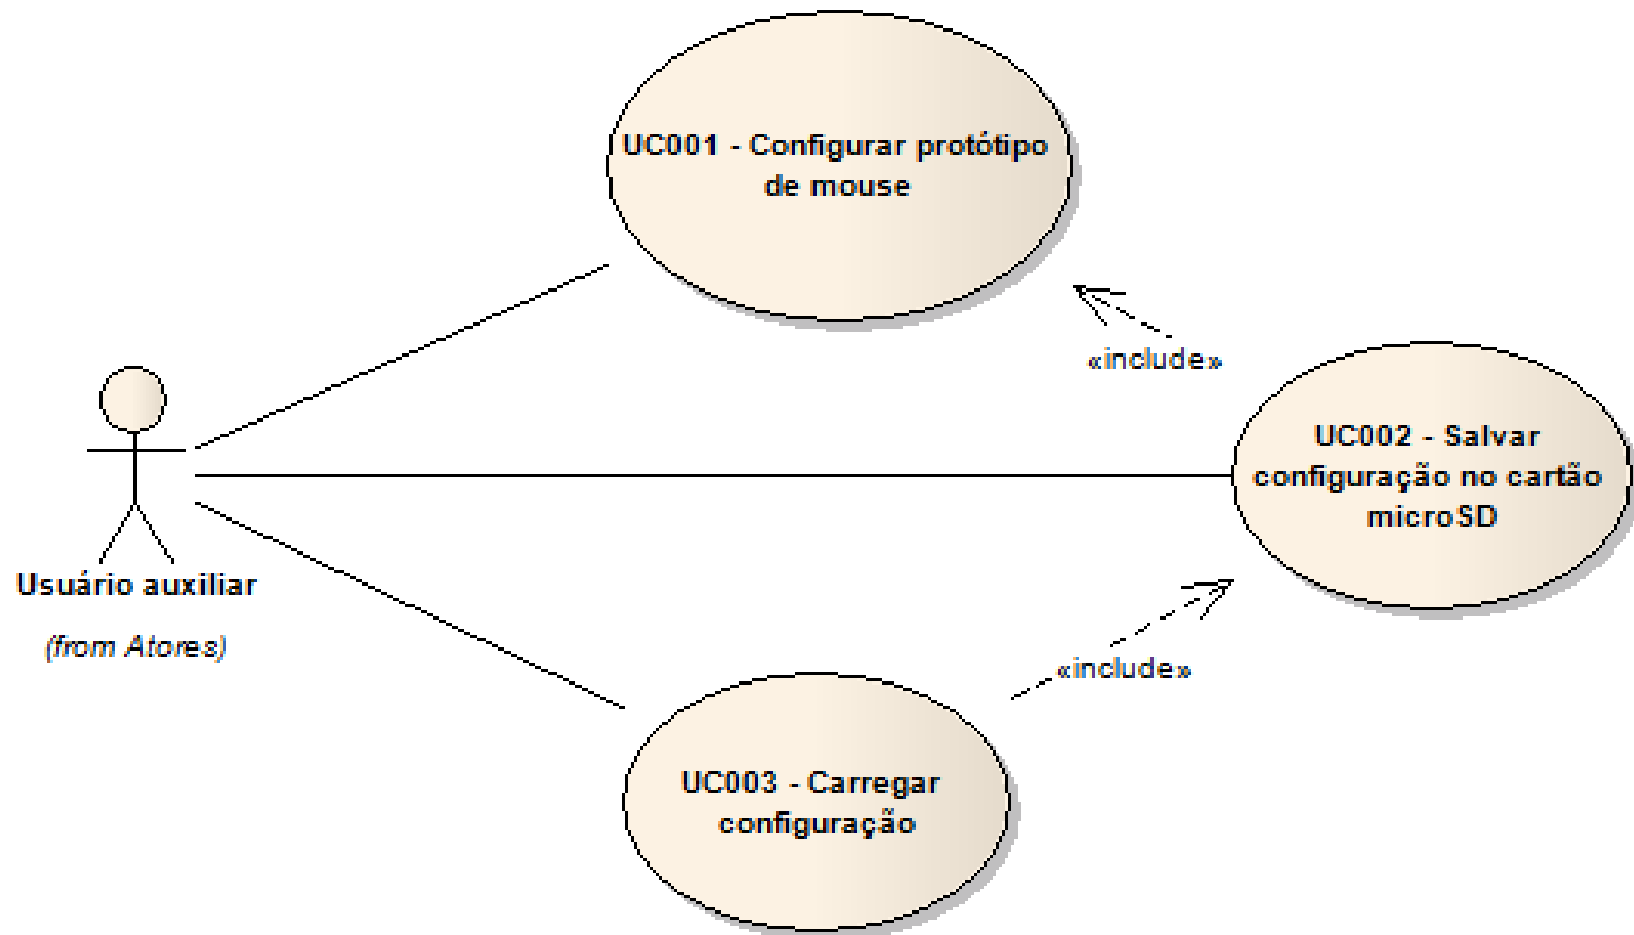 UC001 - Configurar protótipo
de mouse
«include»
UC002 - Salvar
configuração no cartão
microSD
Usuário auxiliar
(from Atores)
«include»
UC003 - Carregar
configuração